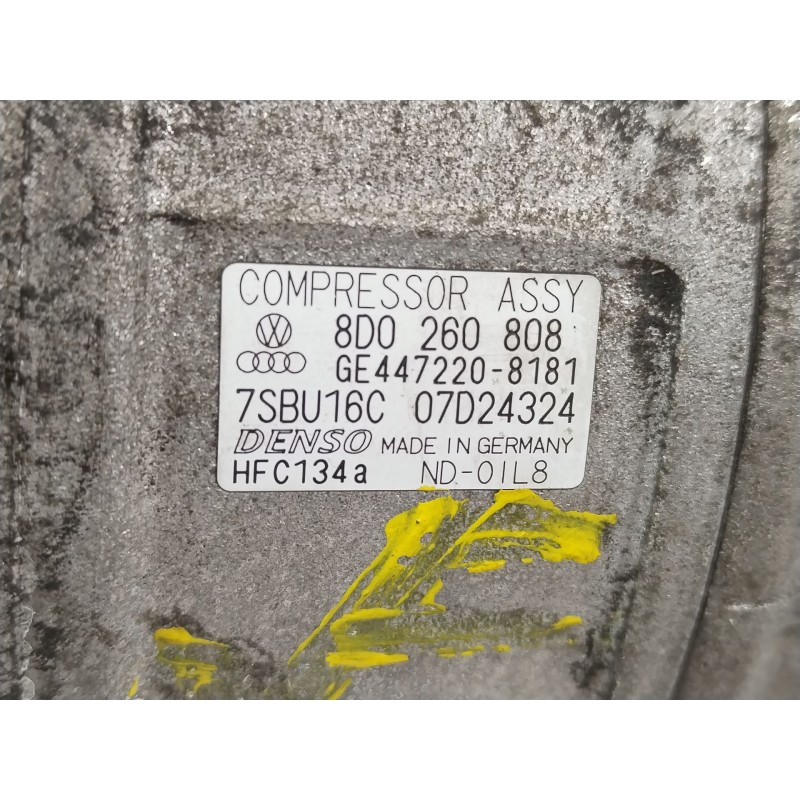 COMPRESSOR ASSY
8D0 260 808
GE447220-8181
7SBU16C 07D24324
DENSO MADE IN GERMANY
HFC134a ND-OIL8